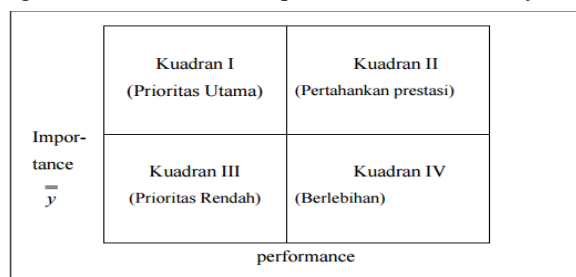 Kuadran I
(Prioritas Utama)
Kuadran II
(Pertahankan prestasi)
Impor-
tance
y
Kuadran III
(Prioritas Rendah)
Kuadran IV
(Berlebihan)
performance